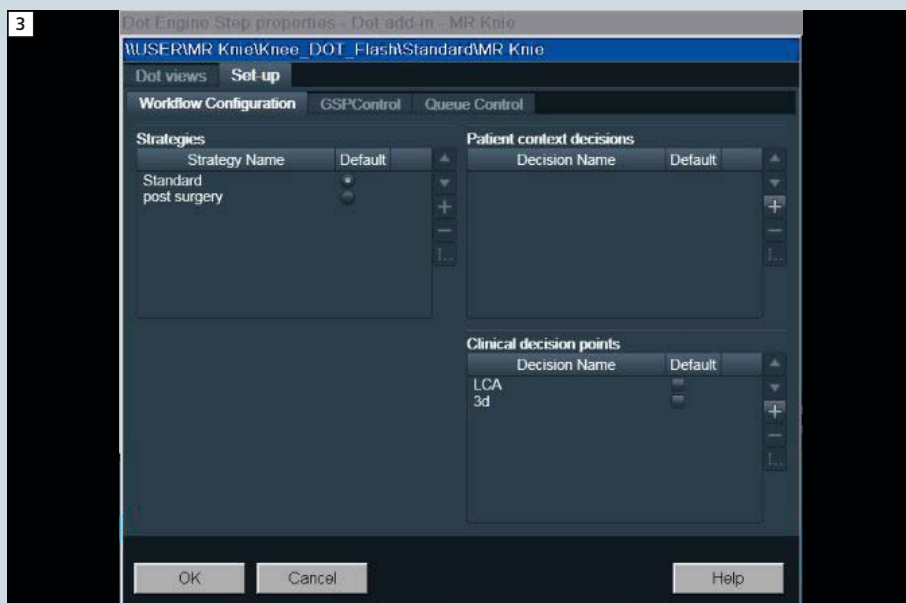 3
Dot Engine Step properties - Dot add-in - MR Knie
\\USER\MR Knie\Knee_DOT_Flash\Standard\MR Knie
Dot views Set-up
Workflow Configuration GSPControl Queue Control
Strategies
Strategy Name Default
Standard
post surgery
Patient context decisions
Decision Name Default
Clinical decision points
Decision Name Default
LCA
3d
OK Cancel Help